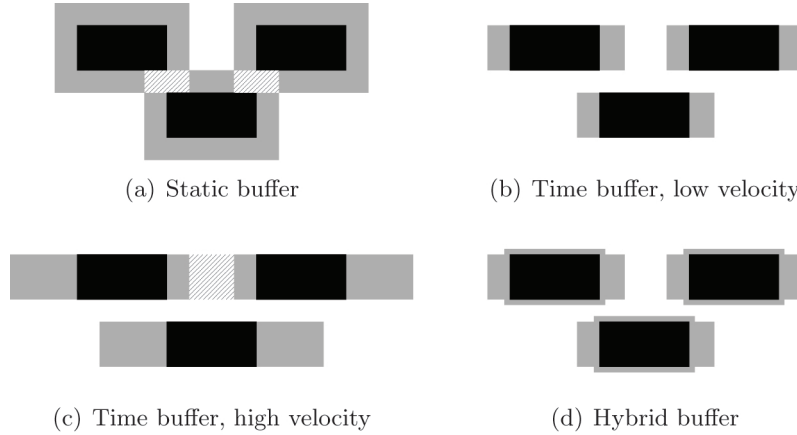 (a) Static buffer
(b) Time buffer, low velocity
(c) Time buffer, high velocity
(d) Hybrid buffer